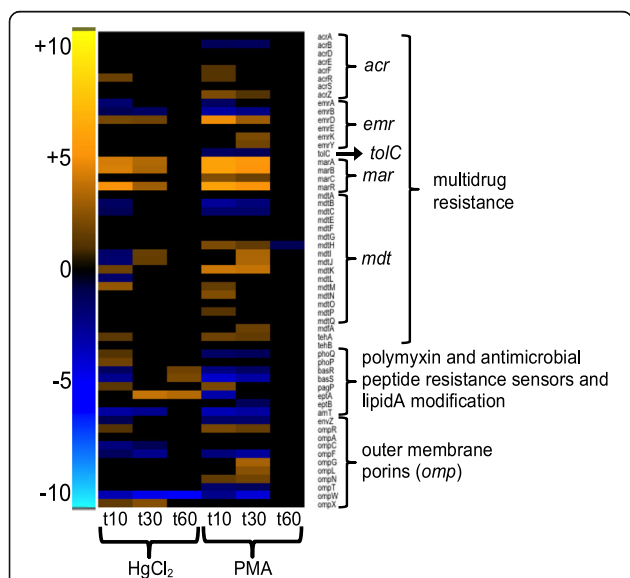 +10
+5
0
-5
-10
acrA
acrB
acrD
acrE
acrF
acrR
acrS
acrZ
emrA
emrB
emrD
emrE
emrK
emrY
tolC
marA
marB
marC
marR
mdtA
mdtB
mdtC
mdtE
mdtF
mdtG
mdtH
mdtI
mdtJ
mdtK
mdtL
mdtM
mdtN
mdtO
mdtP
mdtQ
mdfA
tehA
tehB
phoQ
phoP
basR
basS
pagP
eptA
eptB
arnT
envZ
ompR
ompA
ompC
ompF
ompG
ompL
ompN
ompT
ompW
ompX
acr
emr
tolC
mar
mdt
multidrug
resistance
polymyxin and antimicrobial
peptide resistance sensors and
lipidA modification
outer membrane
porins (omp)
t10 t30 t60 t10 t30 t60
HgCl₂ PMA